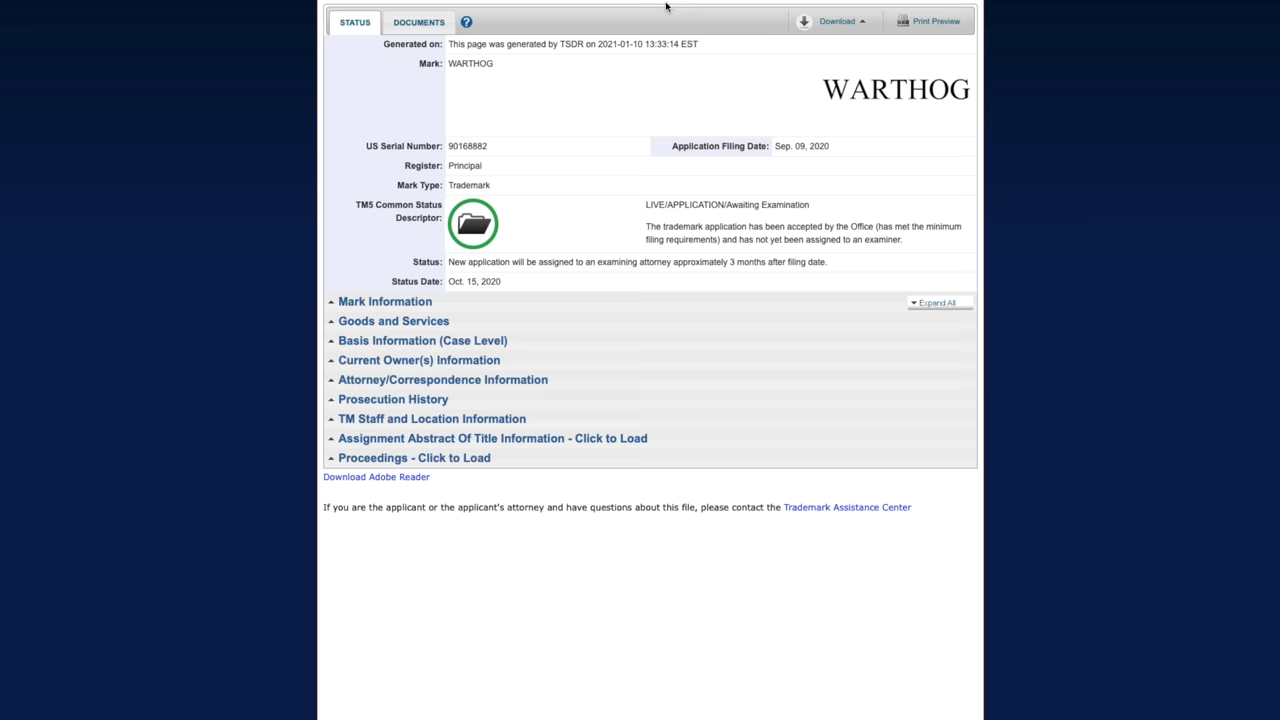 STATUS DOCUMENTS ? Download Print Preview
Generated on: This page was generated by TSDR on 2021-01-10 13:33:14 EST
Mark: WARTHOG
WARTHOG
US Serial Number: 90168882 Application Filing Date: Sep. 09, 2020
Register: Principal
Mark Type: Trademark
TM5 Common Status Descriptor: LIVE/APPLICATION/Awaiting Examination
The trademark application has been accepted by the Office (has met the minimum
filing requirements) and has not yet been assigned to an examiner.
Status: New application will be assigned to an examining attorney approximately 3 months after filing date.
Status Date: Oct. 15, 2020
Mark Information Expand All
Goods and Services
Basis Information (Case Level)
Current Owner(s) Information
Attorney/Correspondence Information
Prosecution History
TM Staff and Location Information
Assignment Abstract Of Title Information - Click to Load
Proceedings - Click to Load
Download Adobe Reader
If you are the applicant or the applicant's attorney and have questions about this file, please contact the Trademark Assistance Center